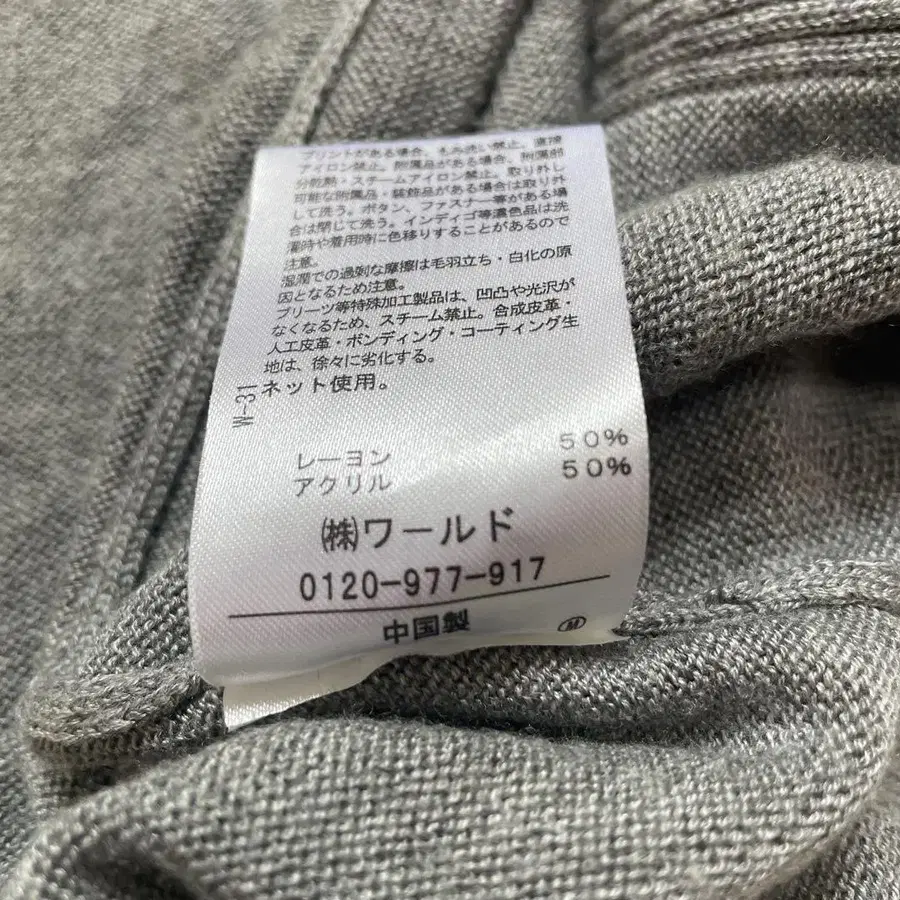 プリントがある場合、もみ洗い禁止、直接
アイロン禁止。附属品がある場合、附属部
分乾熱・スチームアイロン禁止。取り外し
可能な附属品・装飾品がある場合は取り外
して洗う。ボタン、ファスナー等がある場
合は閉じて洗う。インディゴ等濃色品は洗
濯時や着用時に色移りすることがあるので
注意。
湿潤での過剰な摩擦は毛羽立ち・白化の原
因となるため注意。
プリーツ等特殊加工製品は、凹凸や光沢が
なくなるため、スチーム禁止。合成皮革・
人工皮革・ボンディング・コーティング生
地は、徐々に劣化する。
ネット使用。
W-31
レーヨン 50%
アクリル 50%
㈱ワールド
0120-977-917
中国製
Ⓜ